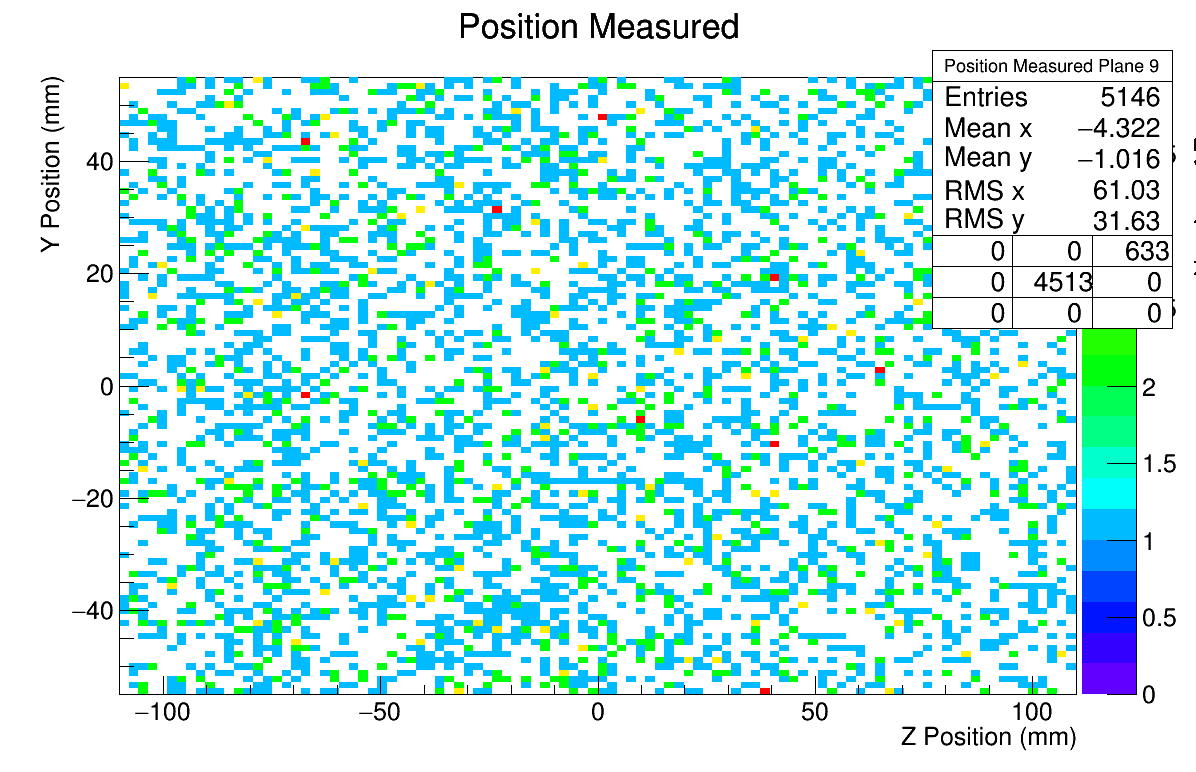 Position Measured
Y Position (mm)
Position Measured Plane 9
Entries 5146
Mean x −4.322
Mean y −1.016
RMS x 61.03
RMS y 31.63
0 0 633
0 4513 0
0 0 0
40
20
0
−20
−40
2
1.5
1
0.5
0
−100 −50 0 50 100
Z Position (mm)